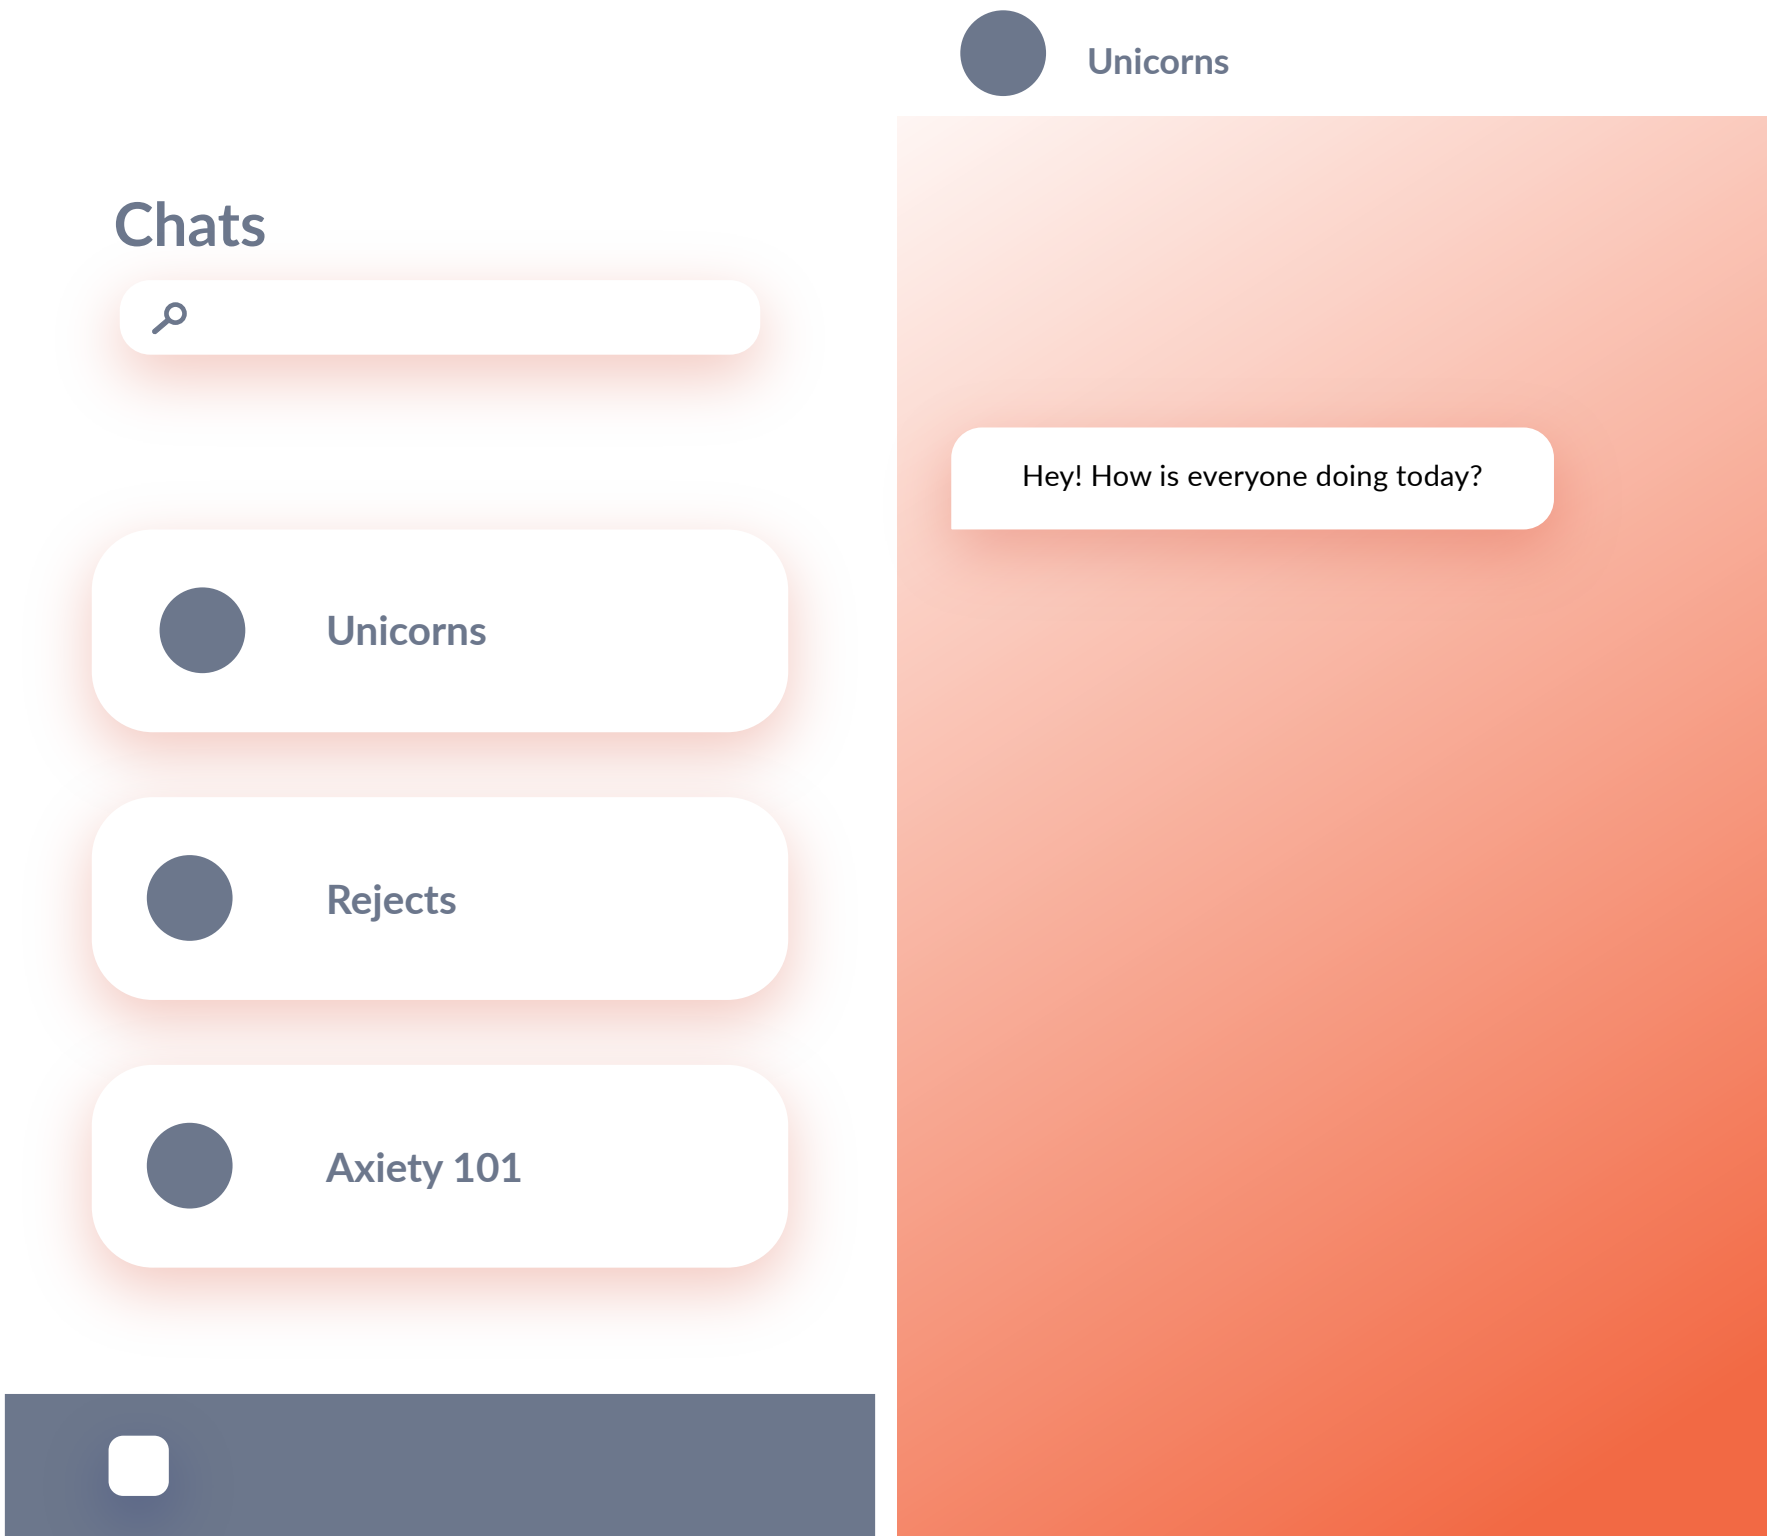 Chats
Unicorns
Rejects
Axiety 101
Unicorns
Hey! How is everyone doing today?